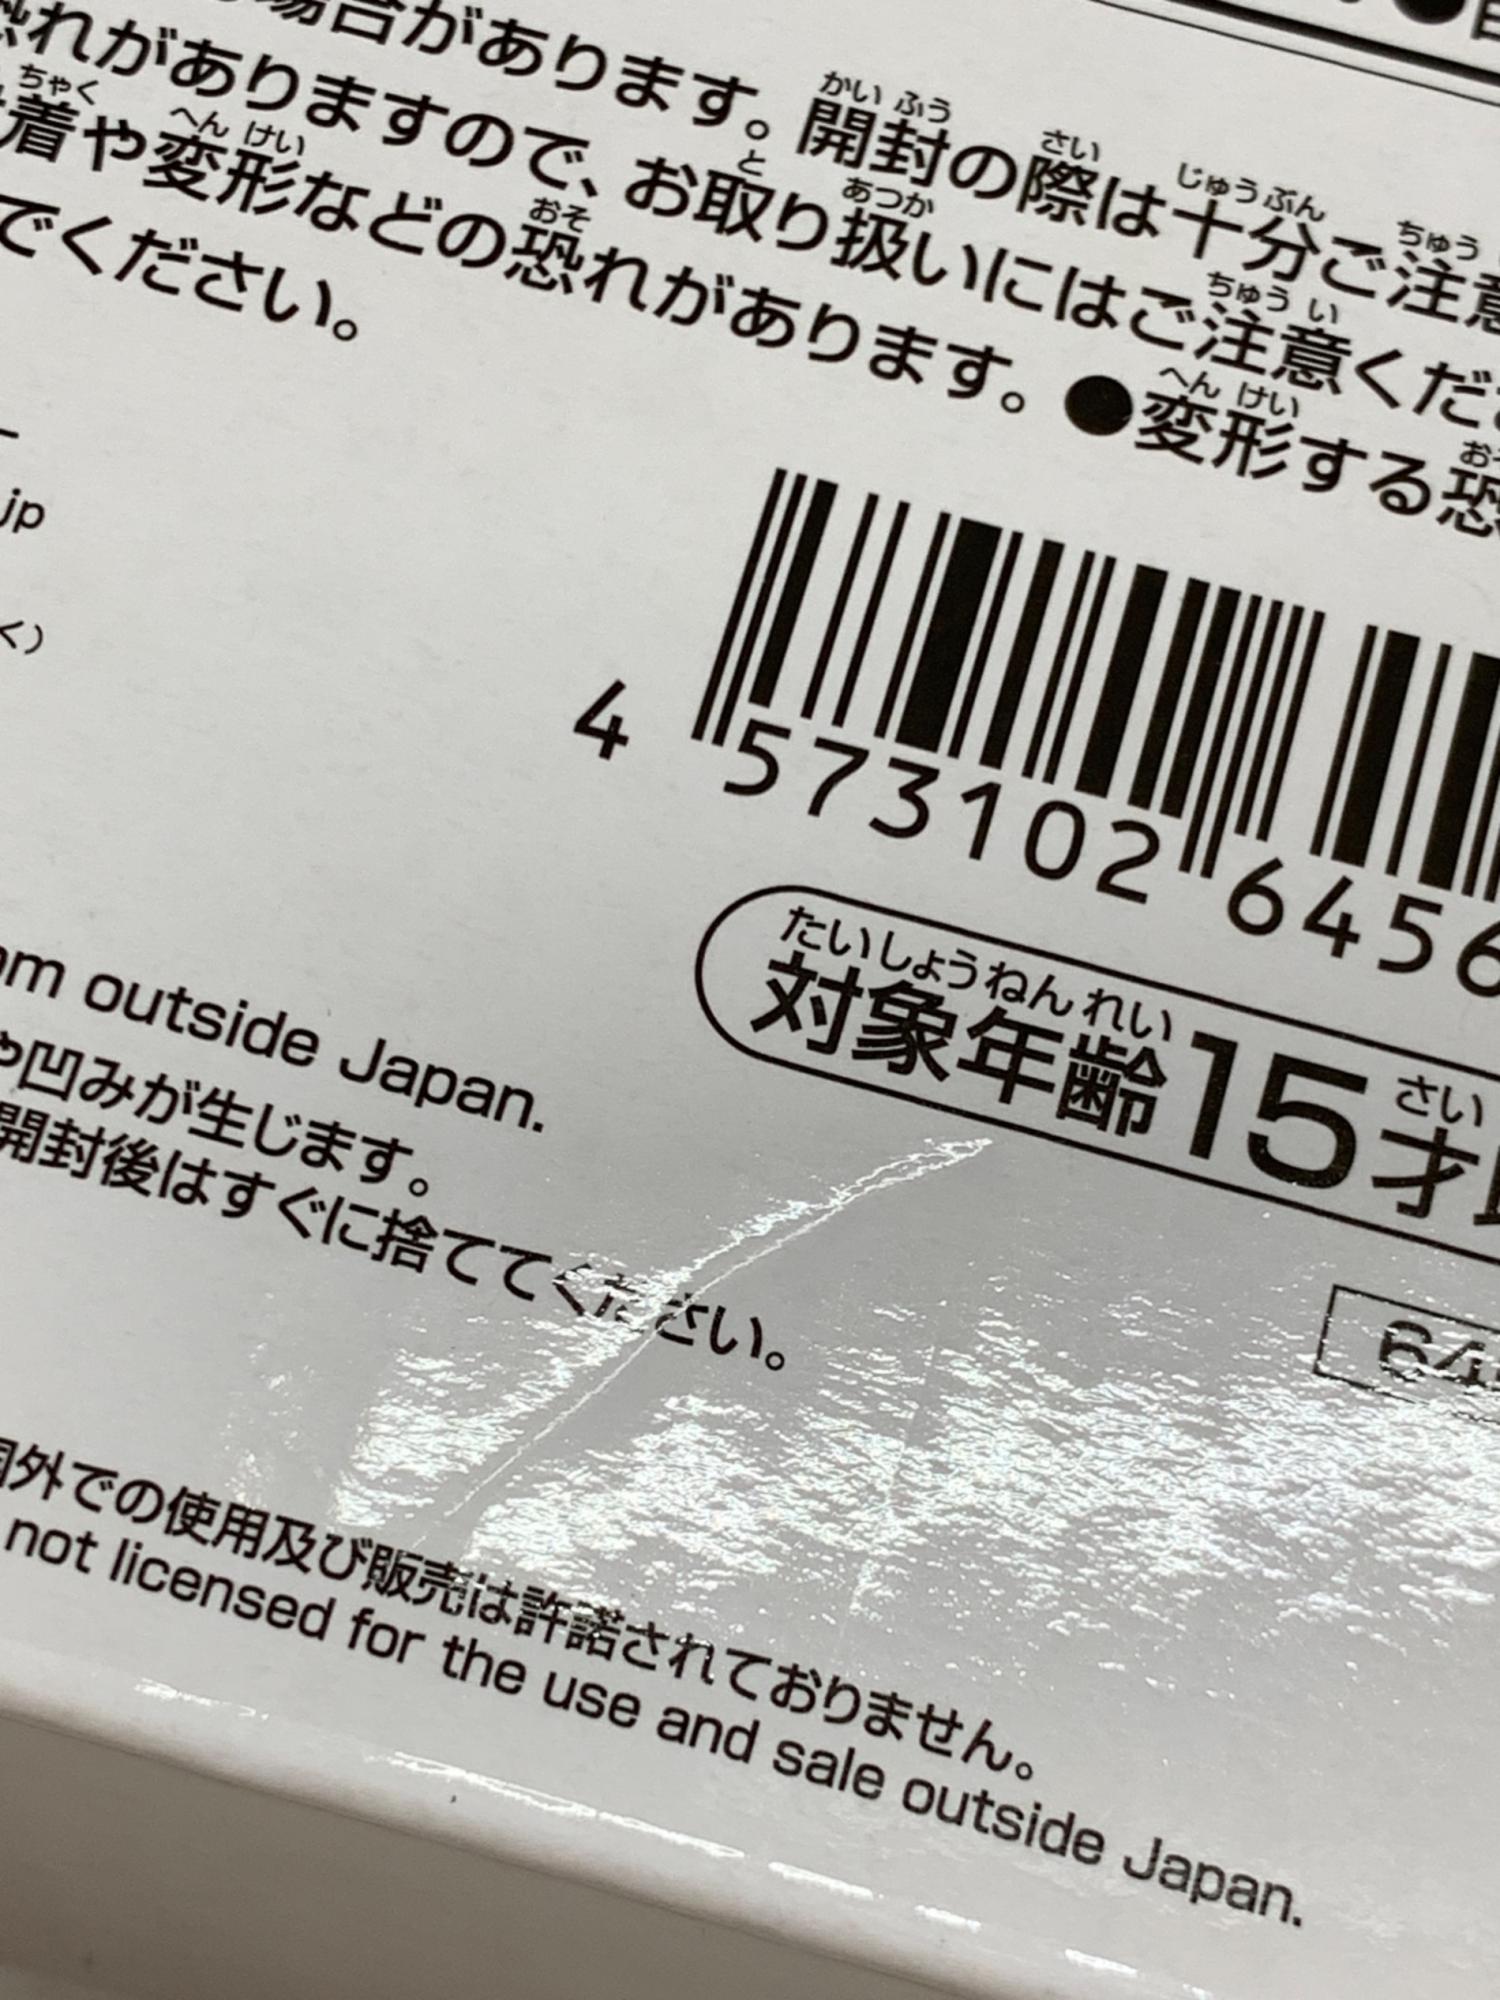 場合があります。開封の際は十分ご注意
恐れがありますので、お取り扱いにはご注意くださ
着や変形などの恐れがあります。●変形する恐
でください。
jp
く）
4 573102 6456
対象年齢15才
outside Japan.
や凹みが生じます。
開封後はすぐに捨ててください。
64
国外での使用及び販売は許諾されておりません。
not licensed for the use and sale outside Japan.